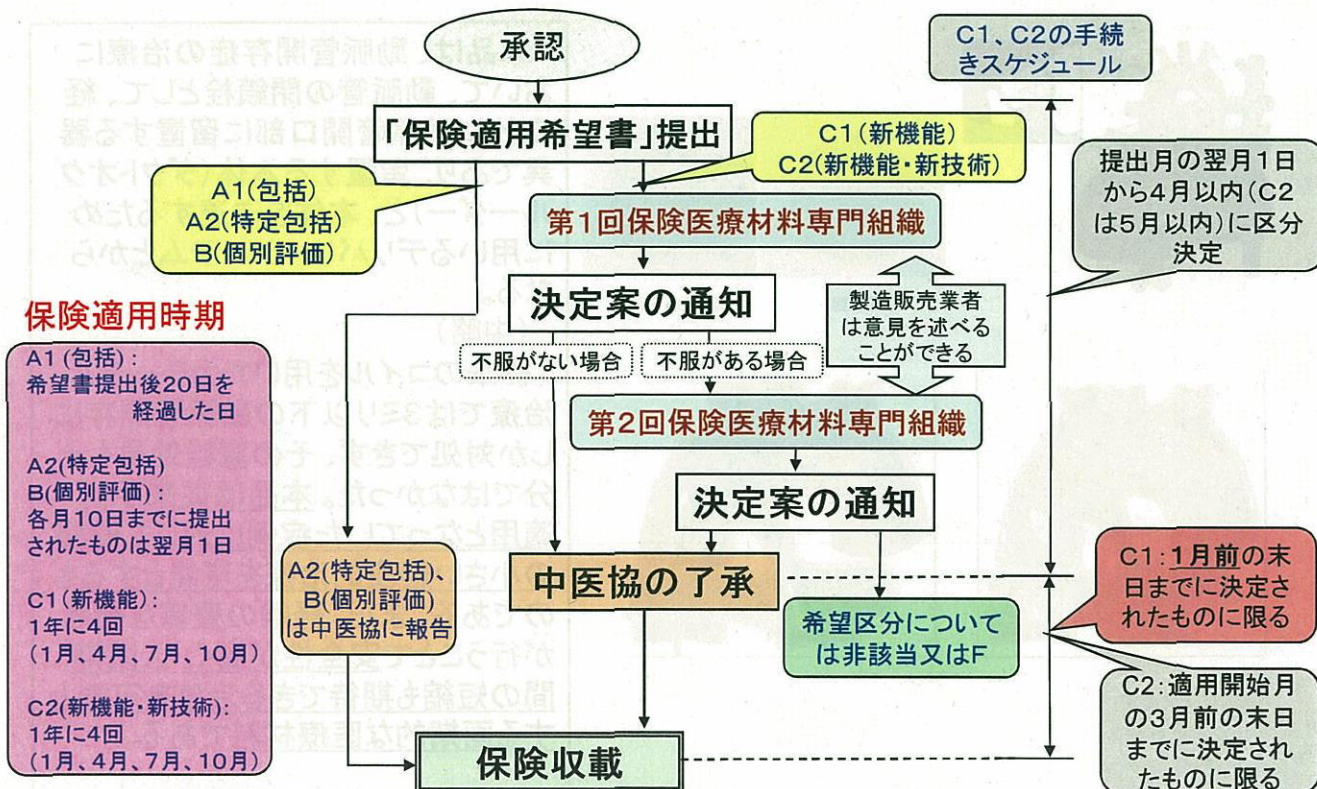 承認
C1、C2の手続
きスケジュール
「保険適用希望書」提出
C1(新機能)
C2(新機能・新技術)
A1(包括)
A2(特定包括)
B(個別評価)
第1回保険医療材料専門組織
提出月の翌月1日
から4月以内(C2
は5月以内)に区分
決定
決定案の通知
製造販売業者
は意見を述べる
ことができる
不服がない場合
不服がある場合
第2回保険医療材料専門組織
決定案の通知
保険適用時期
A1(包括):
希望書提出後20日を
経過した日
A2(特定包括)
B(個別評価):
各月10日までに提出
されたものは翌月1日
C1(新機能):
1年に4回
(1月、4月、7月、10月)
C2(新機能・新技術):
1年に4回
(1月、4月、7月、10月)
A2(特定包括)、
B(個別評価)
は中医協に報告
中医協の了承
希望区分について
は非該当又はF
C1:1月前の末
日までに決定さ
れたものに限る
C2:適用開始月
の3月前の末日
までに決定され
たものに限る
保険収載